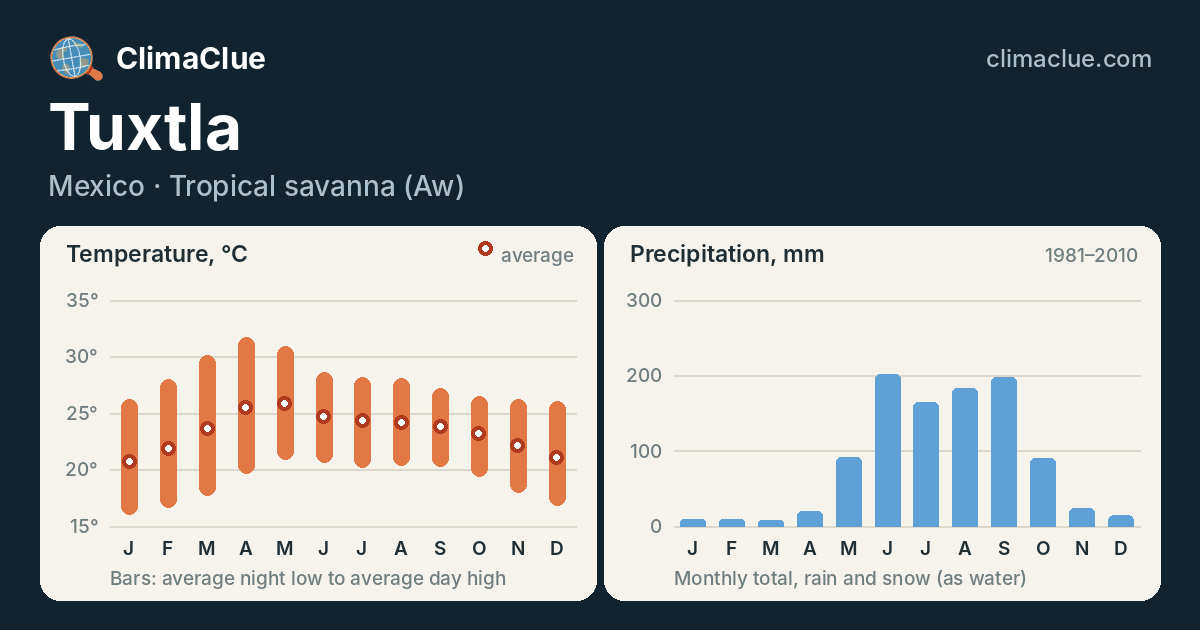 ClimaClue
climaclue.com
Tuxtla
Mexico · Tropical savanna (Aw)
Temperature, °C
average
35°
30°
25°
20°
15°
J F M A M J J A S O N D
Bars: average night low to average day high
Precipitation, mm
1981–2010
300
200
100
0
J F M A M J J A S O N D
Monthly total, rain and snow (as water)